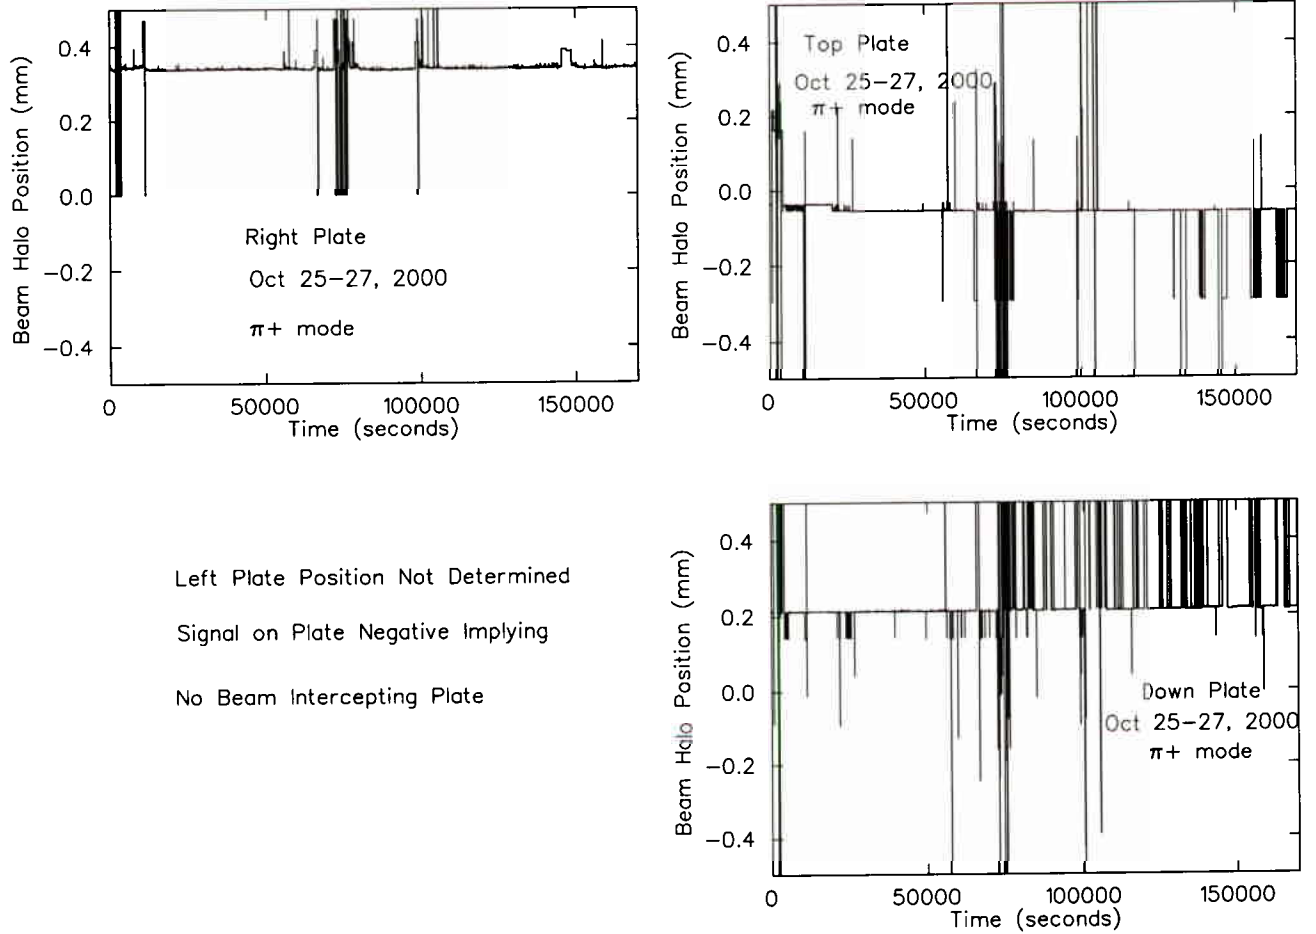 Beam Halo Position (mm)
0.4
0.2
0.0
−0.2
−0.4
Right Plate
Oct 25−27, 2000
π+ mode
0
50000
100000
150000
Time (seconds)
Beam Halo Position (mm)
0.4
0.2
0.0
−0.2
−0.4
Top Plate
Oct 25−27, 2000
π+ mode
0
50000
100000
150000
Time (seconds)
Left Plate Position Not Determined
Signal on Plate Negative Implying
No Beam Intercepting Plate
Beam Halo Position (mm)
0.4
0.2
0.0
−0.2
−0.4
Down Plate
Oct 25−27, 2000
π+ mode
0
50000
100000
150000
Time (seconds)